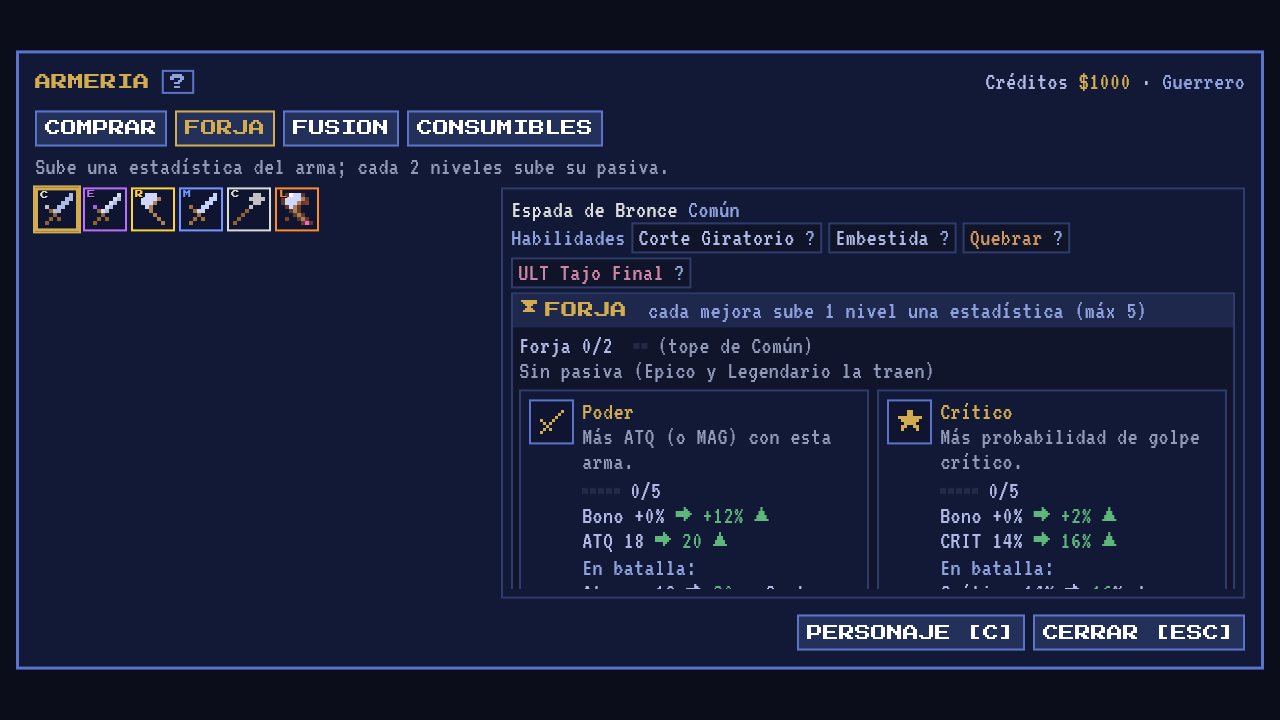 ARMERIA ?
Créditos $1000 · Guerrero
COMPRAR FORJA FUSION CONSUMIBLES
Sube una estadística del arma; cada 2 niveles sube su pasiva.
C E R M C L
Espada de Bronce Común
Habilidades Corte Giratorio ? Embestida ? Quebrar ?
ULT Tajo Final ?
FORJA cada mejora sube 1 nivel una estadística (máx 5)
Forja 0/2 (tope de Común)
Sin pasiva (Epico y Legendario la traen)
Poder
Más ATQ (o MAG) con esta
arma.
0/5
Bono +0% → +12%
ATQ 18 → 20
En batalla:
Crítico
Más probabilidad de golpe
crítico.
0/5
Bono +0% → +2%
CRIT 14% → 16%
En batalla:
PERSONAJE [C] CERRAR [ESC]